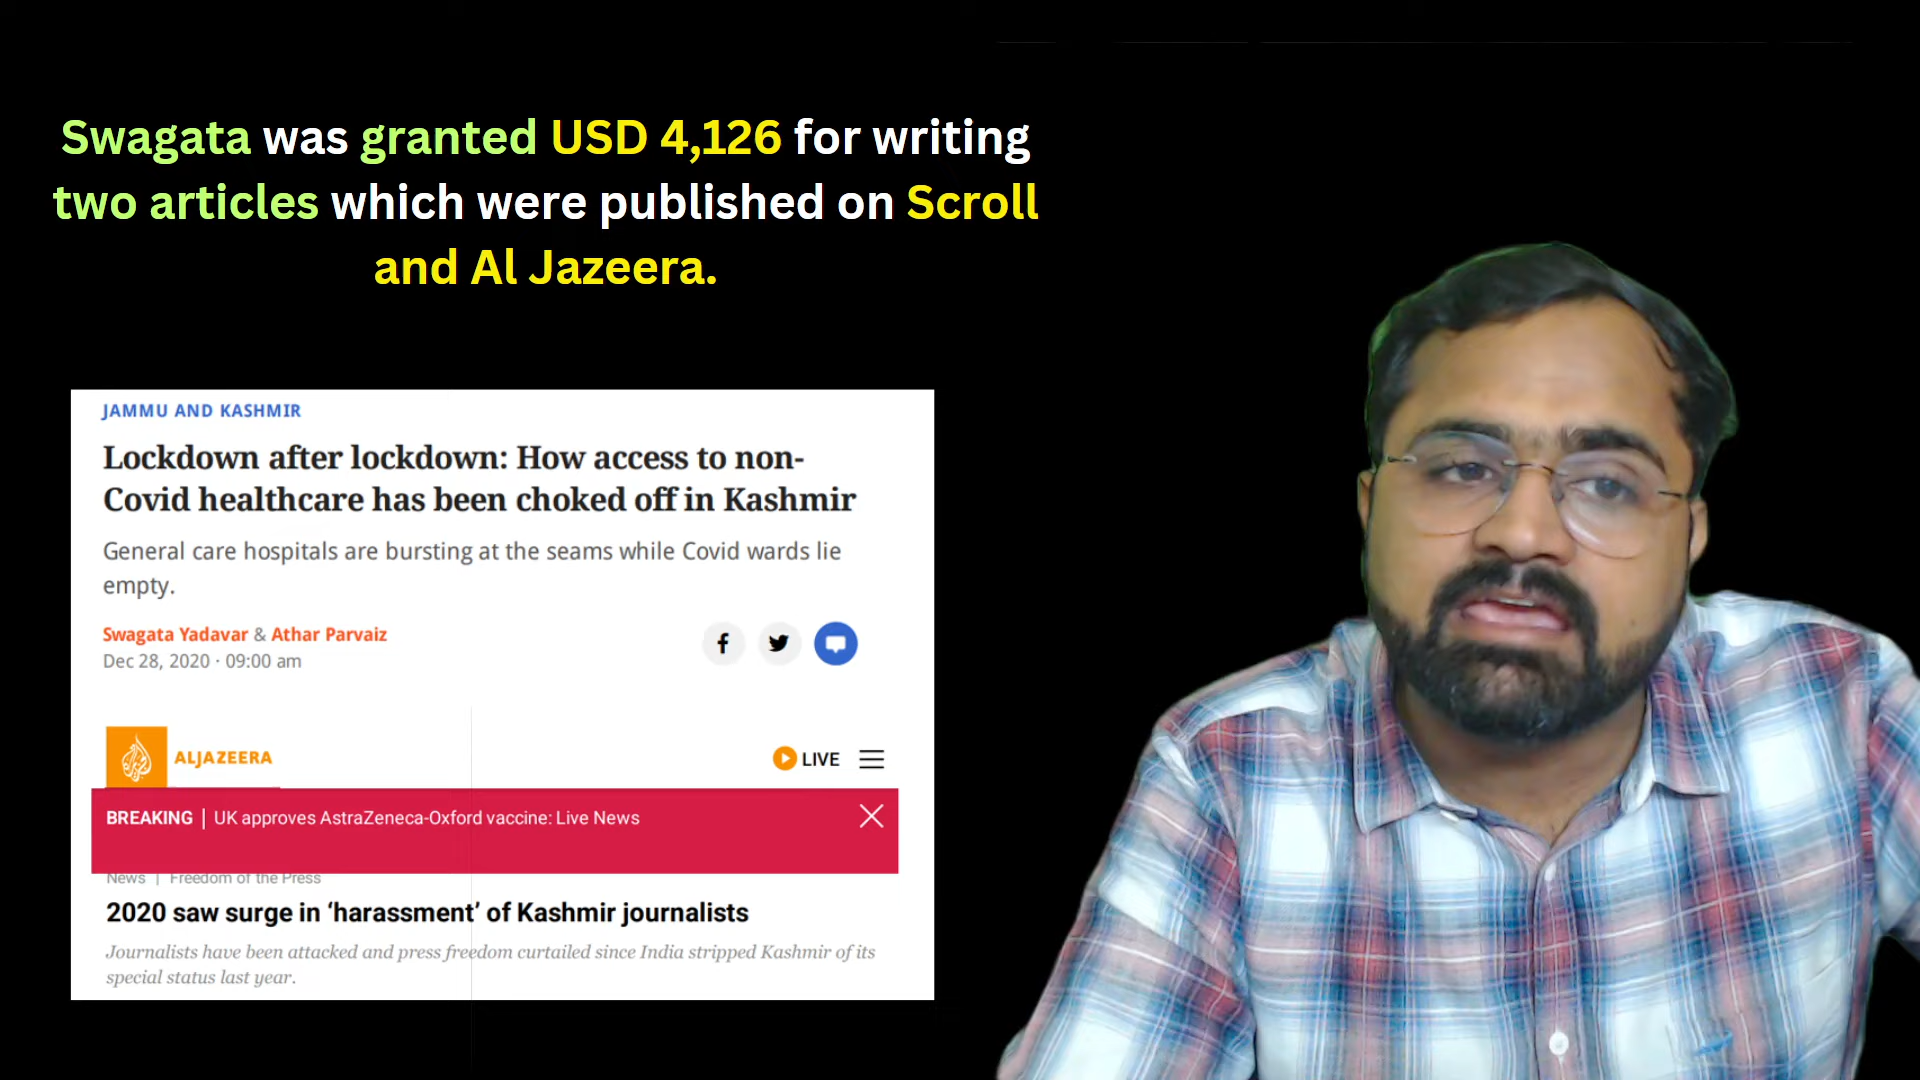 Swagata was granted USD 4,126 for writing
two articles which were published on Scroll
and Al Jazeera.
JAMMU AND KASHMIR
Lockdown after lockdown: How access to non-
Covid healthcare has been choked off in Kashmir
General care hospitals are bursting at the seams while Covid wards lie
empty.
Swagata Yadavar & Athar Parvaiz
Dec 28, 2020 · 09:00 am
ALJAZEERA
LIVE
BREAKING | UK approves AstraZeneca-Oxford vaccine: Live News
News | Freedom of the Press
2020 saw surge in ‘harassment’ of Kashmir journalists
Journalists have been attacked and press freedom curtailed since India stripped Kashmir of its
special status last year.